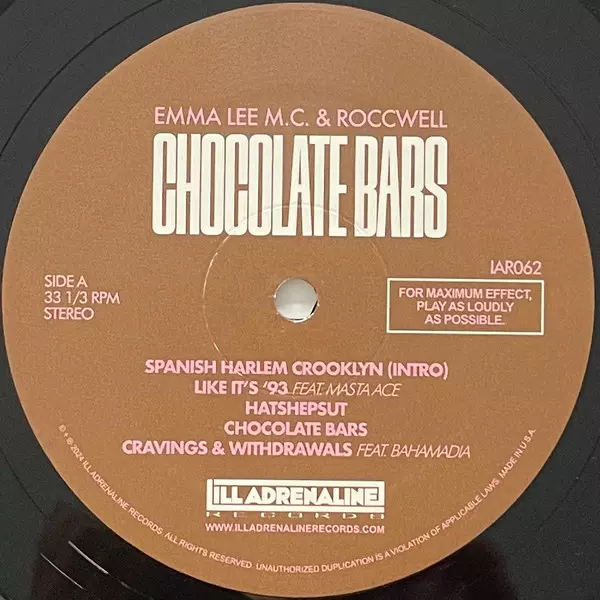 EMMA LEE M.C. & ROCCWELL
CHOCOLATE BARS
SIDE A
33 1/3 RPM
STEREO
IAR062
FOR MAXIMUM EFFECT,
PLAY AS LOUDLY
AS POSSIBLE.
SPANISH HARLEM CROOKLYN (INTRO)
LIKE IT'S '93 FEAT. MASTA ACE
HATSHEPSUT
CHOCOLATE BARS
CRAVINGS & WITHDRAWALS FEAT. BAHAMADIA
ILL ADRENALINE
RECORDS
WWW.ILLADRENALINERECORDS.COM
© + ℗ 2024 ILL ADRENALINE RECORDS. ALL RIGHTS RESERVED. UNAUTHORIZED DUPLICATION IS A VIOLATION OF APPLICABLE LAWS. MADE IN U.S.A.